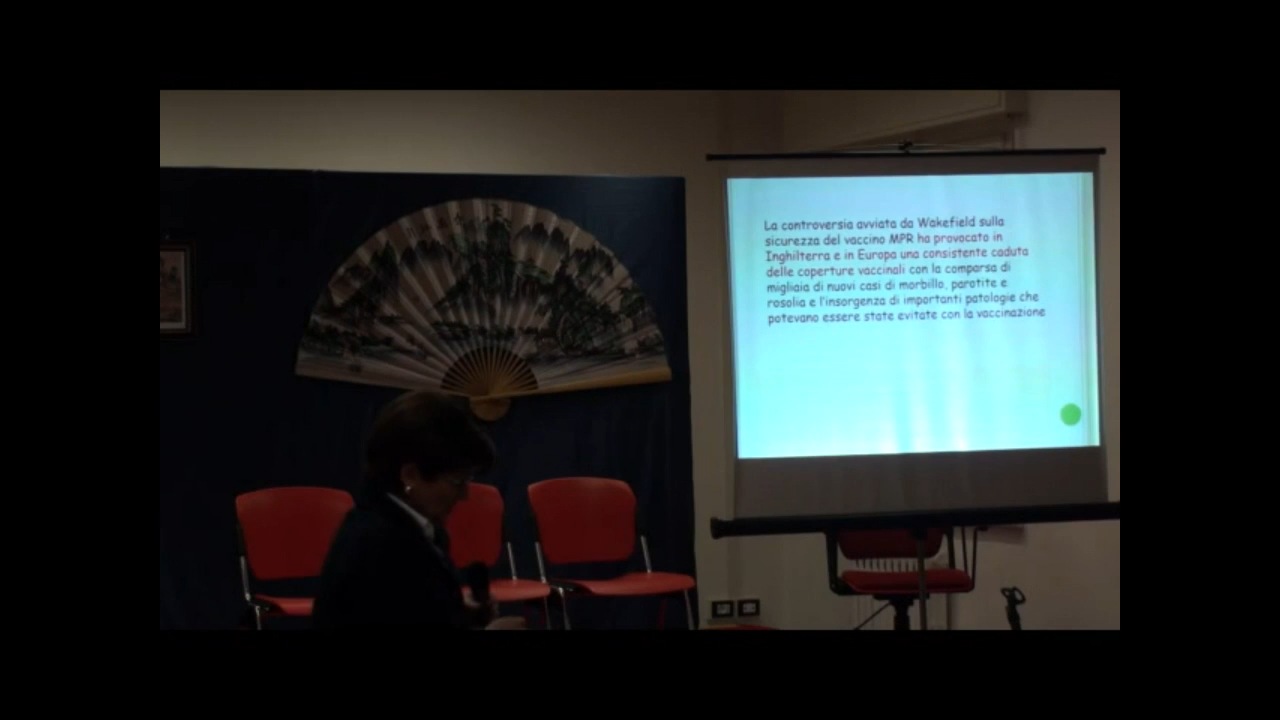 La controversia avviata da Wakefield sulla
sicurezza del vaccino MPR ha provocato in
Inghilterra e in Europa una consistente caduta
delle coperture vaccinali con la comparsa di
migliaia di nuovi casi di morbillo, parotite e
rosolia e l'insorgenza di importanti patologie che
potevano essere state evitate con la vaccinazione